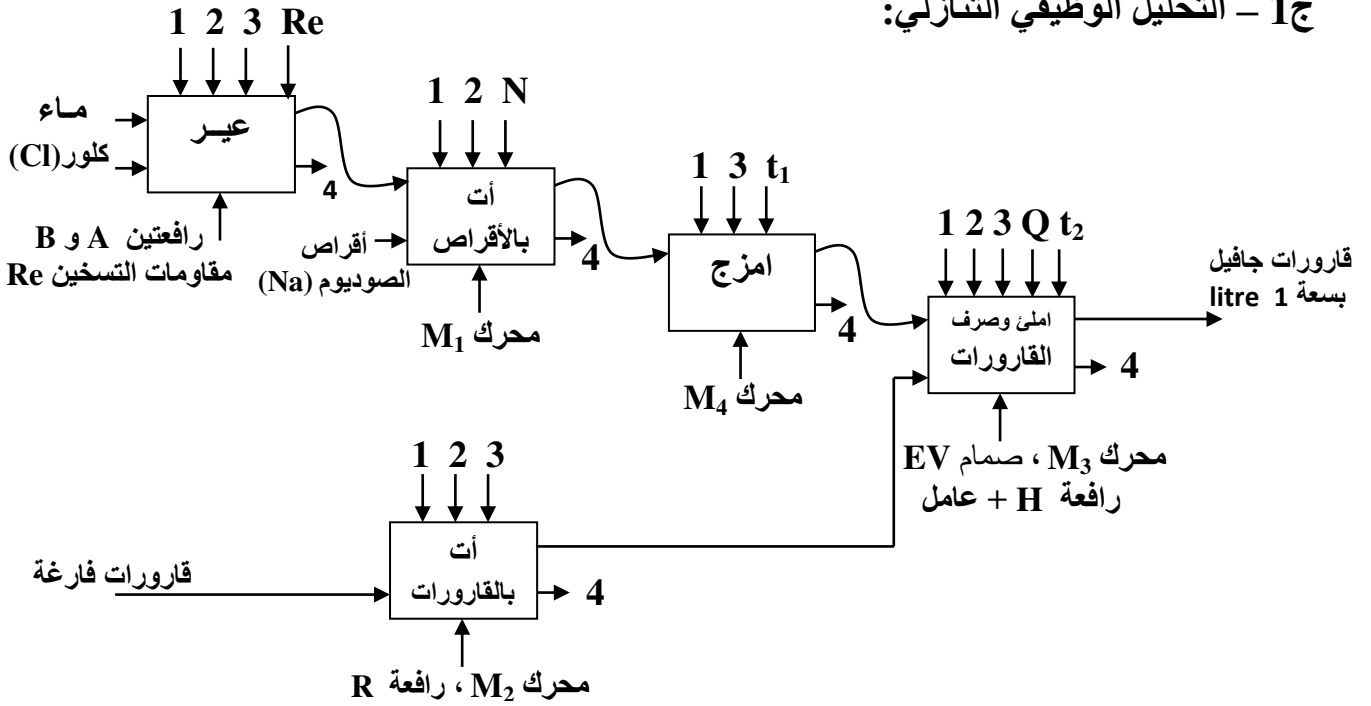 ج1 – التحليل الوظيفي التنازلي:
1 2 3 Re
مـاء
كلور(Cl)
عيـر
4
رافعتين A و B
مقاومات التسخين Re
1 2 N
أت
بالأقراص
أقراص
الصوديوم (Na)
4
محرك M₁
1 3 t₁
امزج
4
محرك M₄
1 2 3 Q t₂
املئ وصرف
القارورات
4
قارورات جافيل
بسعة 1 litre
محرك M₃ ، صمام EV
رافعة H + عامل
1 2 3
قارورات فارغة
أت
بالقارورات
4
محرك M₂ ، رافعة R